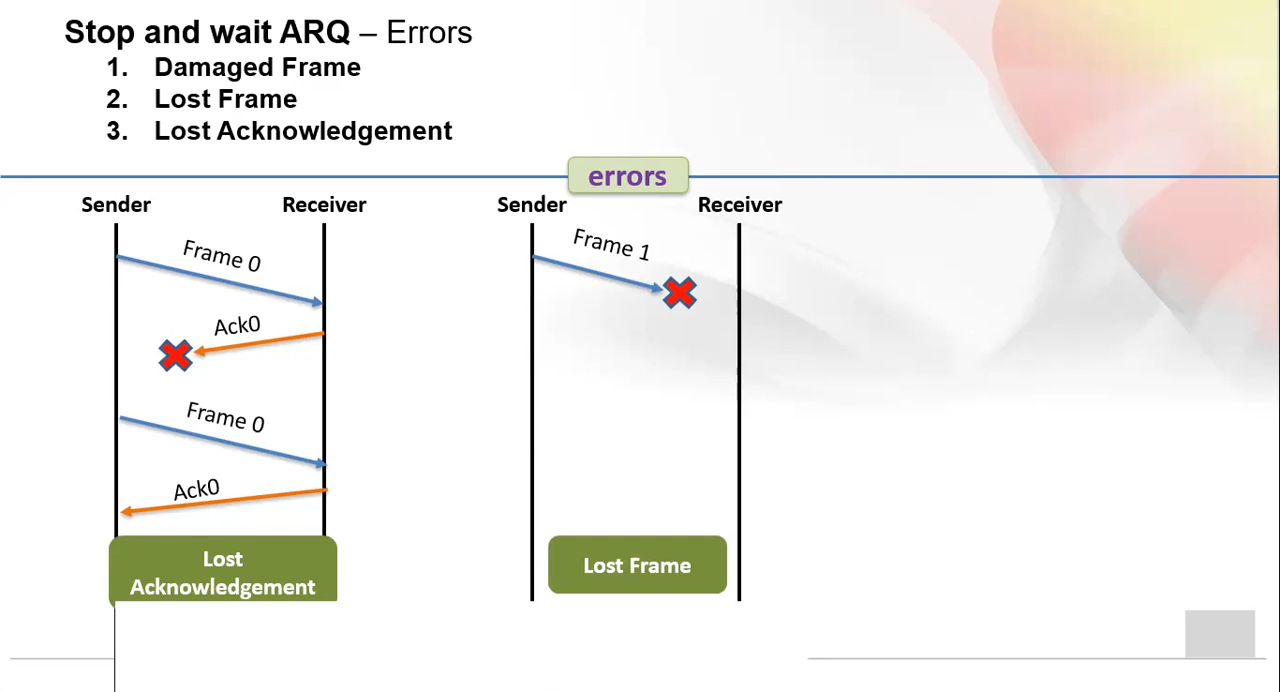 Stop and wait ARQ – Errors
1. Damaged Frame
2. Lost Frame
3. Lost Acknowledgement
errors
Sender
Receiver
Frame 0
Ack0
Frame 0
Ack0
Lost
Acknowledgement
Sender
Receiver
Frame 1
Lost Frame